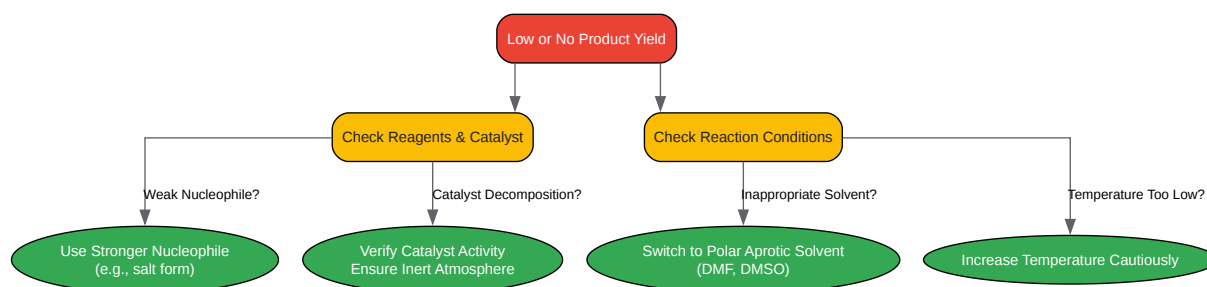 Low or No Product Yield
Check Reagents & Catalyst
Check Reaction Conditions
Weak Nucleophile?
Catalyst Decomposition?
Inappropriate Solvent?
Temperature Too Low?
Use Stronger Nucleophile
(e.g., salt form)
Verify Catalyst Activity
Ensure Inert Atmosphere
Switch to Polar Aprotic Solvent
(DMF, DMSO)
Increase Temperature Cautiously